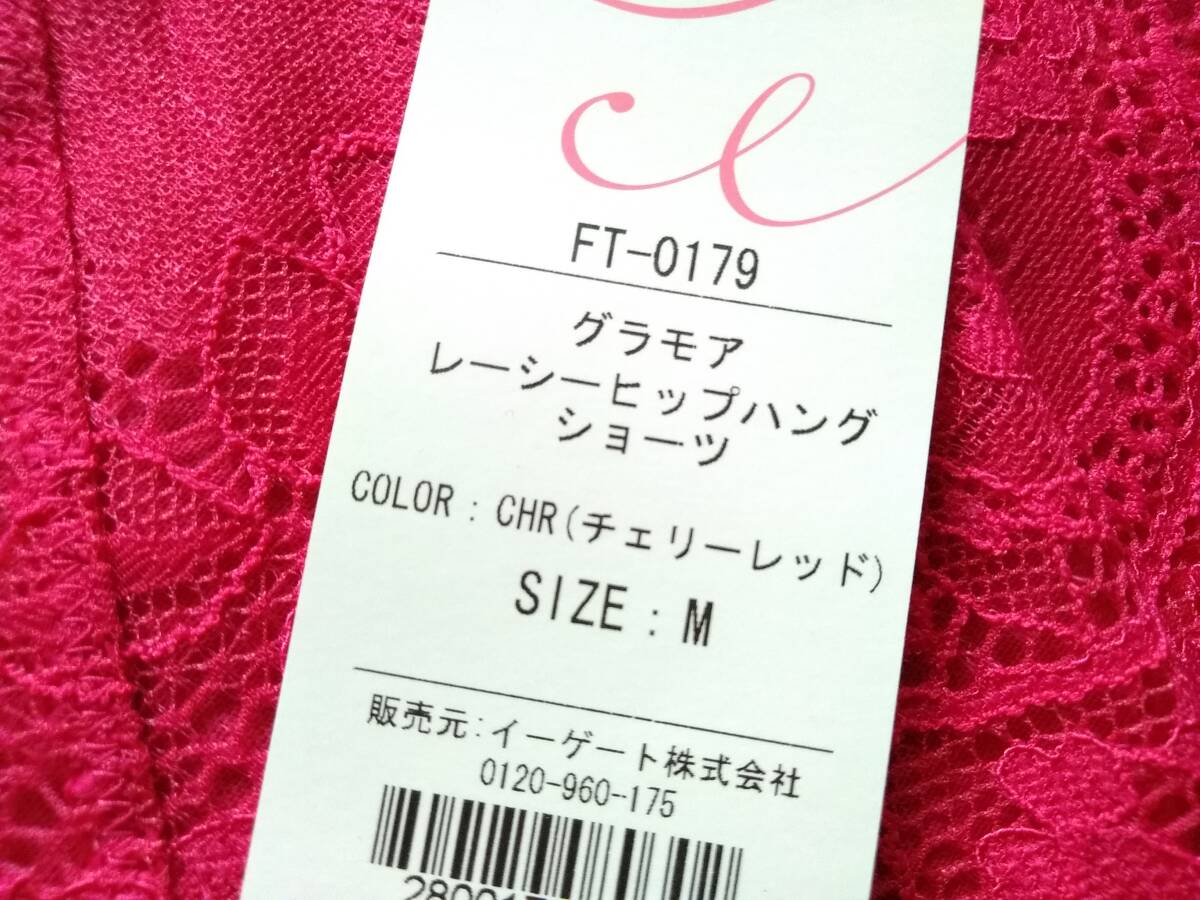 FT-0179
グラモア
レーシーヒップハング
ショーツ
COLOR : CHR(チェリーレッド)
SIZE : M
販売元:イーゲート株式会社
0120-960-175